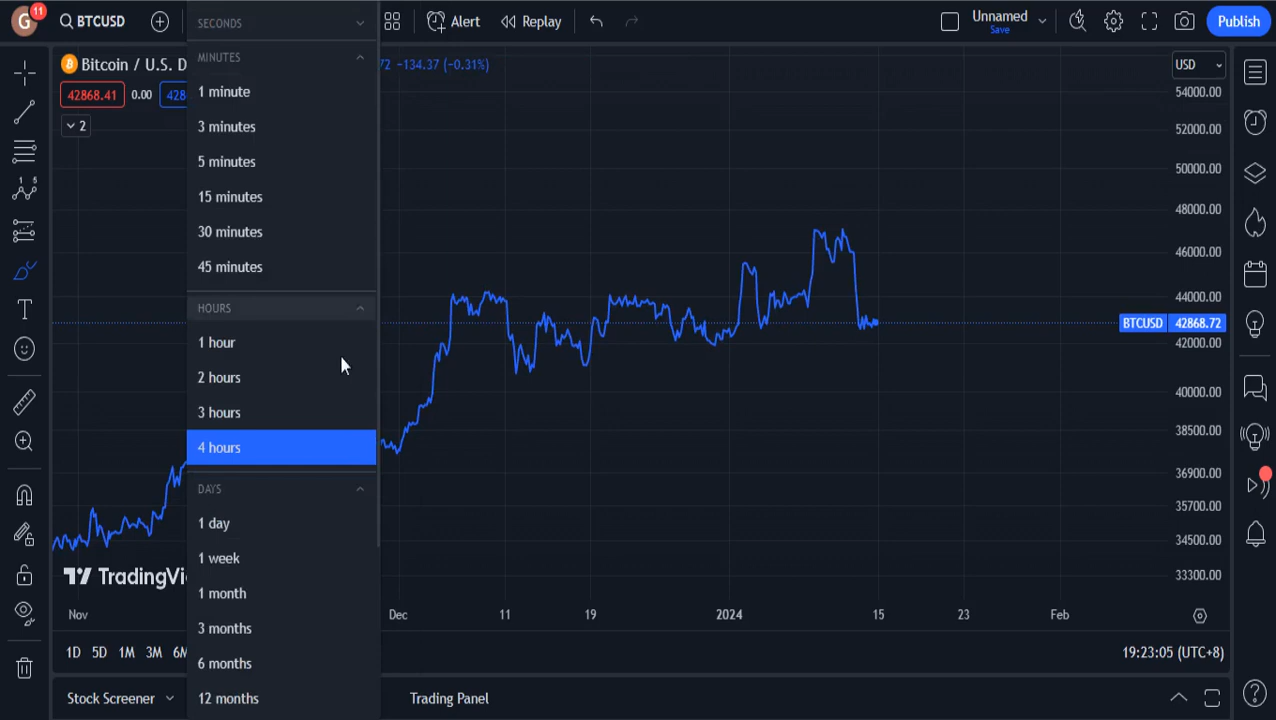 G
11
BTCUSD
Alert
Replay
Unnamed
Save
Publish
SECONDS
MINUTES
1 minute
3 minutes
5 minutes
15 minutes
30 minutes
45 minutes
HOURS
1 hour
2 hours
3 hours
4 hours
DAYS
1 day
1 week
1 month
3 months
6 months
12 months
Bitcoin / U.S. D
72 −134.37 (−0.31%)
42868.41
0.00
428
2
USD
54000.00
52000.00
50000.00
48000.00
46000.00
44000.00
BTCUSD 42868.72
42000.00
40000.00
38500.00
36900.00
35700.00
34500.00
33300.00
TradingVi
Nov
Dec
11
19
2024
15
23
Feb
1D
5D
1M
3M
6M
19:23:05 (UTC+8)
Stock Screener
Trading Panel